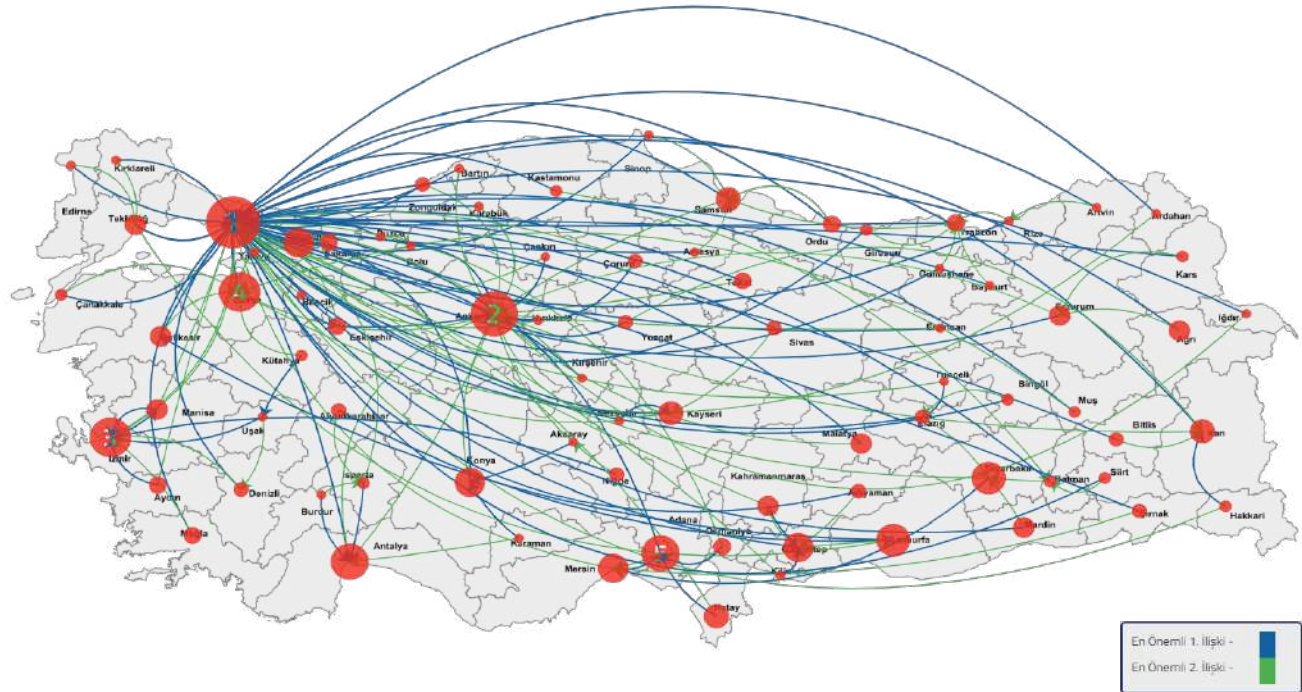 Kırklareli
Edirne
Bartın
Kastamonu
Sinop
Zonguldak
Karabük
Samsun
Ordu
Giresun
Trabzon
Rize
Artvin
Ardahan
Kars
1
Bolu
Çankırı
Çorum
Amasya
Tokat
Gümüşhane
Bayburt
Erzurum
Iğdır
Ağrı
Çanakkale
4
Bilecik
Eskişehir
2
Kırıkkale
Yozgat
Sivas
Erzincan
Kütahya
Kırşehir
Tunceli
Bingöl
Muş
Manisa
Uşak
Afyonkarahisar
Kayseri
Malatya
Elazığ
Bitlis
Van
3
İzmir
Aksaray
Konya
Niğde
Kahramanmaraş
Adıyaman
Diyarbakır
Batman
Siirt
Aydın
Denizli
Isparta
Burdur
Adana
Osmaniye
Mardin
Şırnak
Hakkari
Muğla
Antalya
Karaman
Mersin
5
Kilis
Hatay
En Önemli 1. İlişki -
En Önemli 2. İlişki -